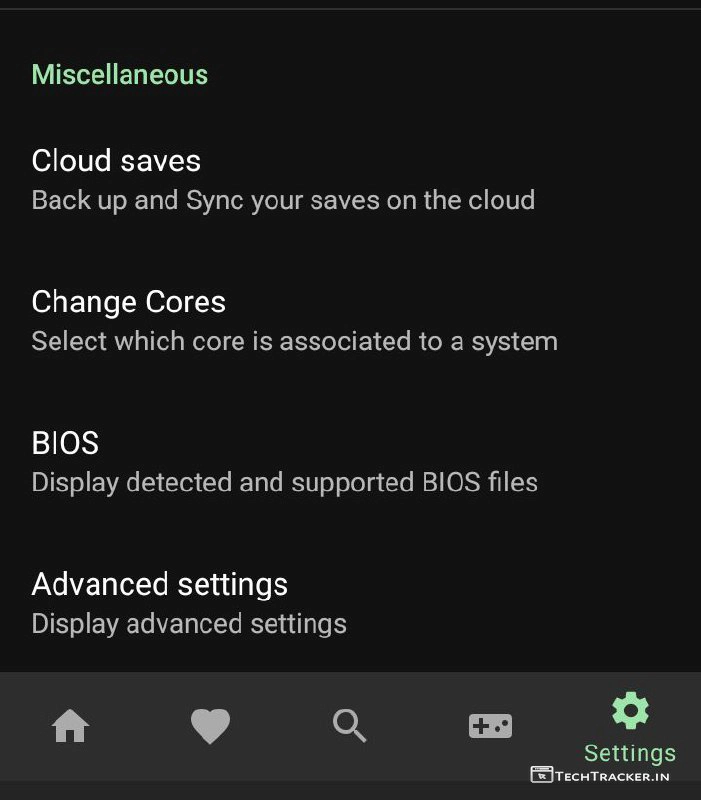 Miscellaneous
Cloud saves
Back up and Sync your saves on the cloud
Change Cores
Select which core is associated to a system
BIOS
Display detected and supported BIOS files
Advanced settings
Display advanced settings
Settings
TECHTRACKER.IN